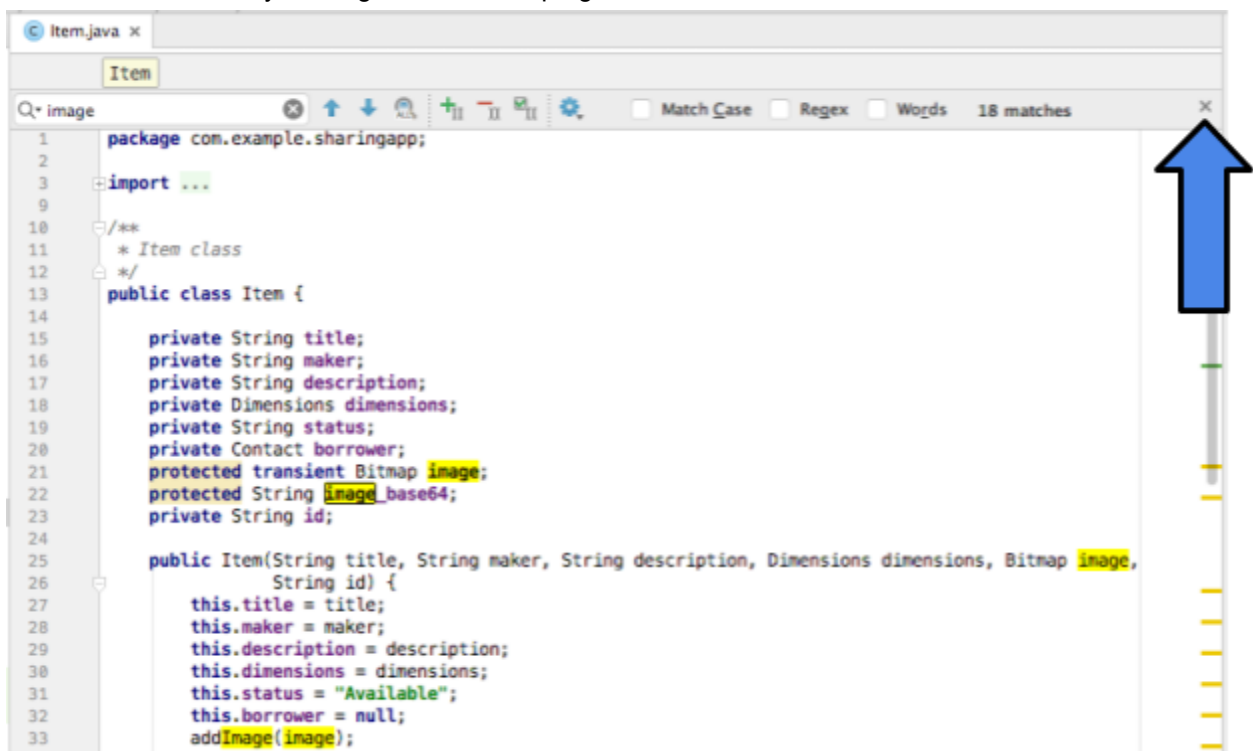 Item.java
Item
image Match Case Regex Words 18 matches
1 package com.example.sharingapp;
2
3 import ...
9
10 /**
11 * Item class
12 */
13 public class Item {
14
15 private String title;
16 private String maker;
17 private String description;
18 private Dimensions dimensions;
19 private String status;
20 private Contact borrower;
21 protected transient Bitmap image;
22 protected String image_base64;
23 private String id;
24
25 public Item(String title, String maker, String description, Dimensions dimensions, Bitmap image,
26 String id) {
27 this.title = title;
28 this.maker = maker;
29 this.description = description;
30 this.dimensions = dimensions;
31 this.status = "Available";
32 this.borrower = null;
33 addImage(image);